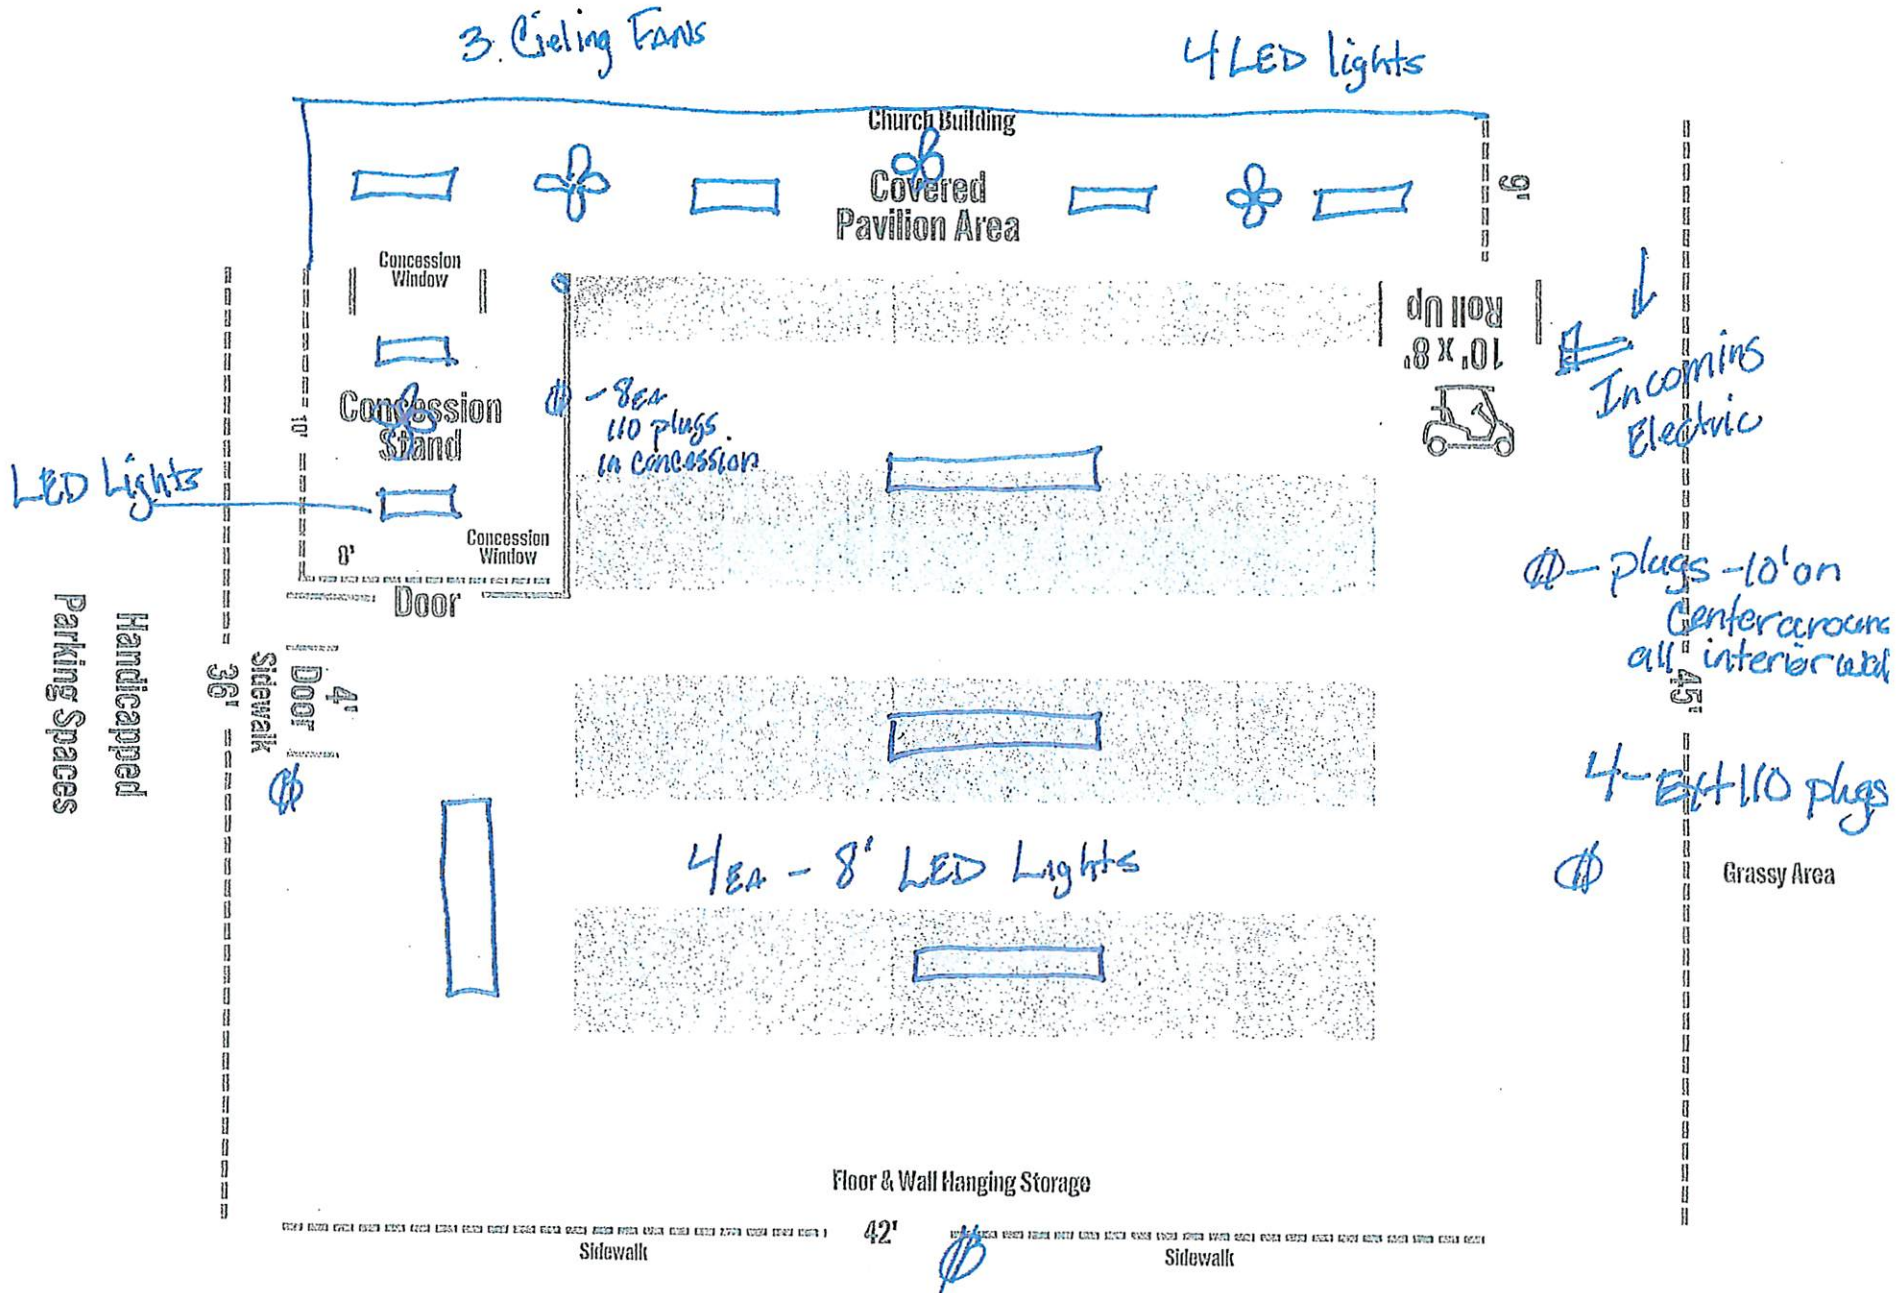 3. Cieling FANS
4 LED lights
Church Building
Covered
Pavilion Area
9'
Concession
Window
Roll Up
10' X 8'
Incoming
Electric
Concession
Stand
10'
- 8EA
110 plugs.
in concession
LED Lights
8'
Concession
Window
Door
- plugs -10' on
Center aroun
all interior wal
45'
Handicapped
Parking Spaces
36'
Sidewalk
4'
Door
4 - Ext 110 plugs
4EA - 8' LED Lights
Grassy Area
Floor & Wall Hanging Storage
42'
Sidewalk
Sidewalk